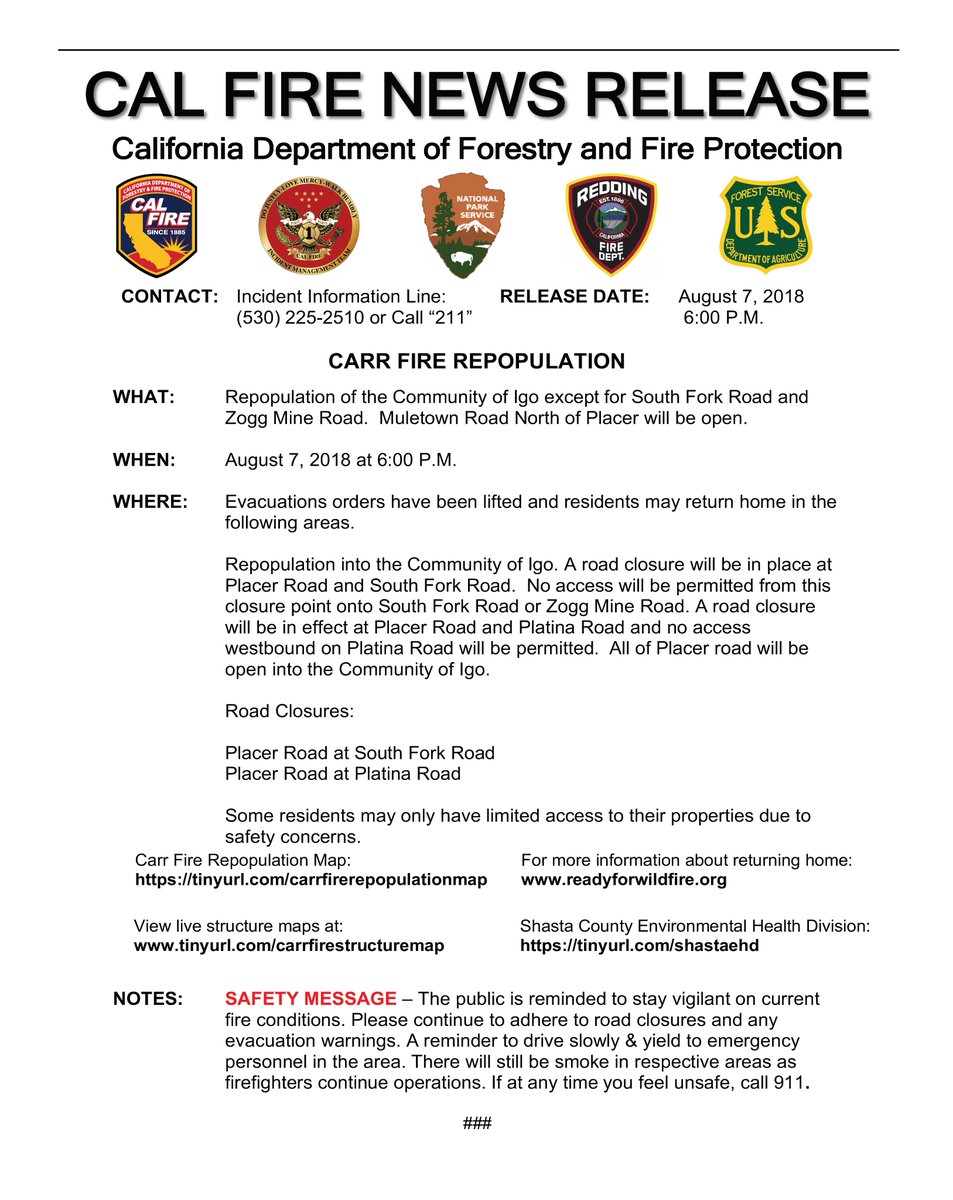 CAL FIRE NEWS RELEASE
California Department of Forestry and Fire Protection
CALIFORNIA DEPARTMENT OF
FORESTRY & FIRE PROTECTION
CAL
FIRE
SINCE 1885
DO JUSTLY-LOVE MERCY-WALK HUMBLY
1
CAL FIRE
INCIDENT MANAGEMENT TEAM
NATIONAL
PARK
SERVICE
REDDING
EST. 1886
CALIFORNIA
FIRE
DEPT.
FOREST SERVICE
U S
DEPARTMENT OF AGRICULTURE
CONTACT: Incident Information Line: RELEASE DATE: August 7, 2018
(530) 225-2510 or Call “211” 6:00 P.M.
CARR FIRE REPOPULATION
WHAT: Repopulation of the Community of Igo except for South Fork Road and
Zogg Mine Road.  Muletown Road North of Placer will be open.
WHEN: August 7, 2018 at 6:00 P.M.
WHERE: Evacuations orders have been lifted and residents may return home in the
following areas.
Repopulation into the Community of Igo. A road closure will be in place at
Placer Road and South Fork Road.  No access will be permitted from this
closure point onto South Fork Road or Zogg Mine Road. A road closure
will be in effect at Placer Road and Platina Road and no access
westbound on Platina Road will be permitted.  All of Placer road will be
open into the Community of Igo.
Road Closures:
Placer Road at South Fork Road
Placer Road at Platina Road
Some residents may only have limited access to their properties due to
safety concerns.
Carr Fire Repopulation Map: For more information about returning home:
https://tinyurl.com/carrfirerepopulationmap www.readyforwildfire.org
View live structure maps at: Shasta County Environmental Health Division:
www.tinyurl.com/carrfirestructuremap https://tinyurl.com/shastaehd
NOTES: SAFETY MESSAGE – The public is reminded to stay vigilant on current
fire conditions. Please continue to adhere to road closures and any
evacuation warnings. A reminder to drive slowly & yield to emergency
personnel in the area. There will still be smoke in respective areas as
firefighters continue operations. If at any time you feel unsafe, call 911.
###